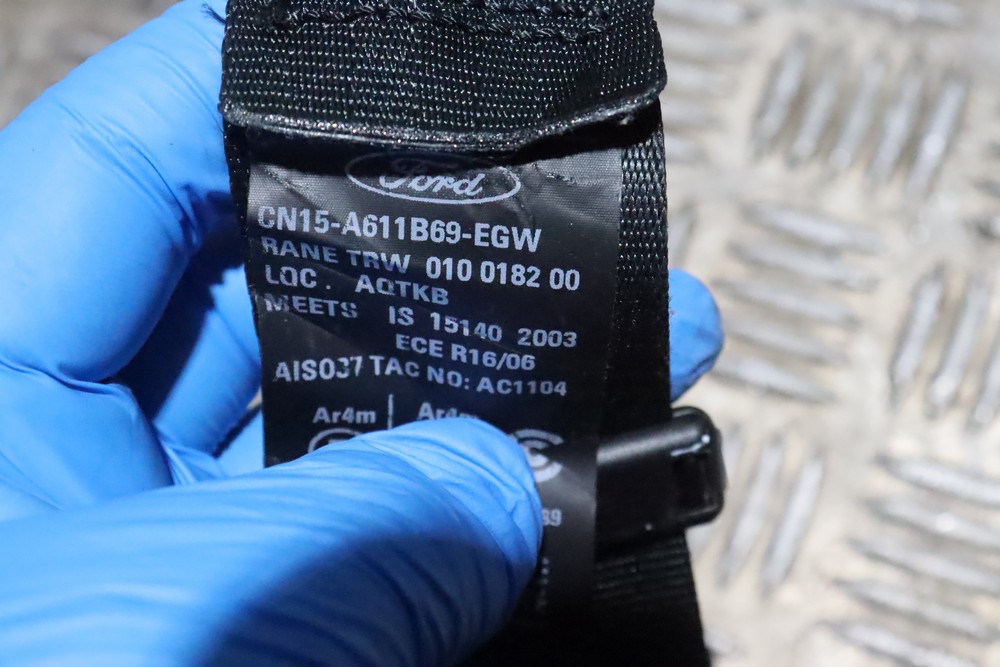 Ford
CN15-A611B69-EGW
RANE TRW 010 0182 00
LOC. AQTKB
MEETS IS 15140 2003
ECE R16/06
AIS037 TAC NO: AC1104
Ar4m Ar4m